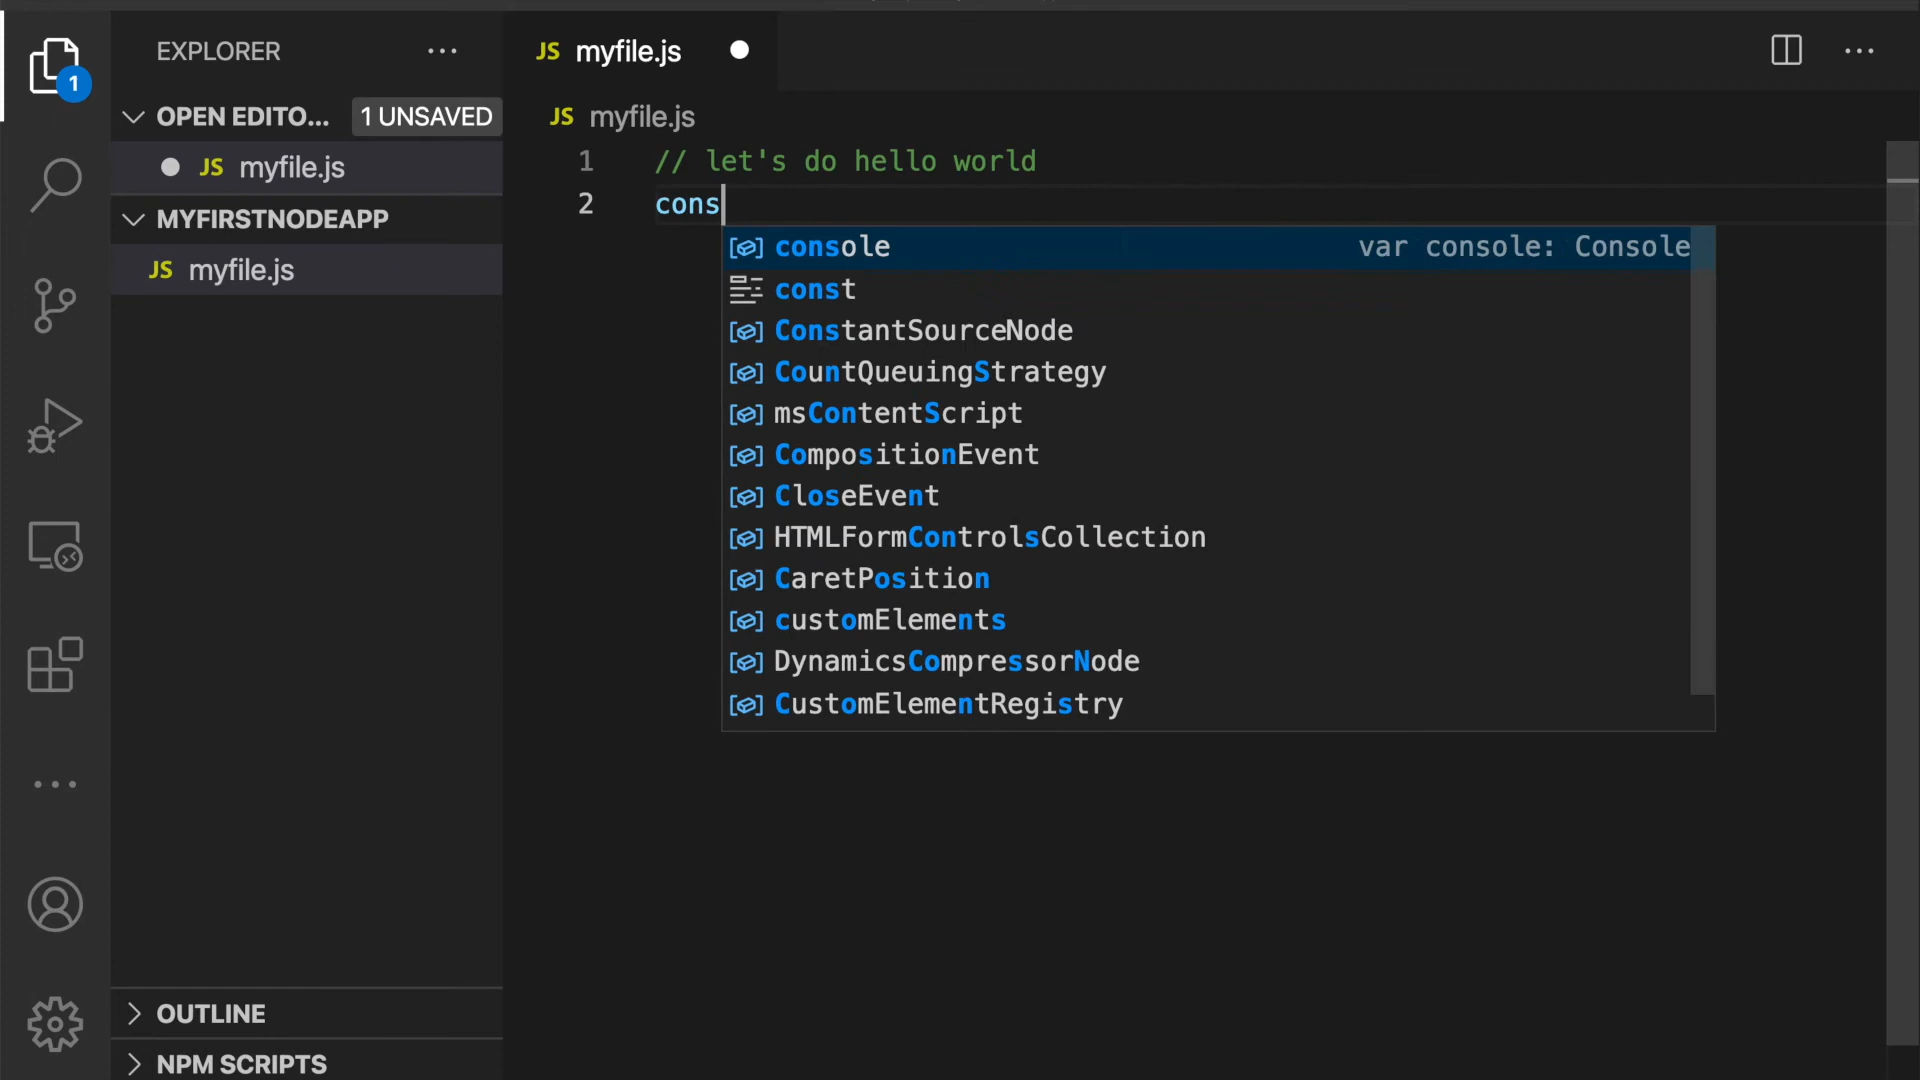 EXPLORER
1
OPEN EDITO...
1 UNSAVED
JS myfile.js
MYFIRSTNODEAPP
JS myfile.js
OUTLINE
NPM SCRIPTS
JS myfile.js
JS myfile.js
1 // let's do hello world
2 cons
console var console: Console
const
ConstantSourceNode
CountQueuingStrategy
msContentScript
CompositionEvent
CloseEvent
HTMLFormControlsCollection
CaretPosition
customElements
DynamicsCompressorNode
CustomElementRegistry